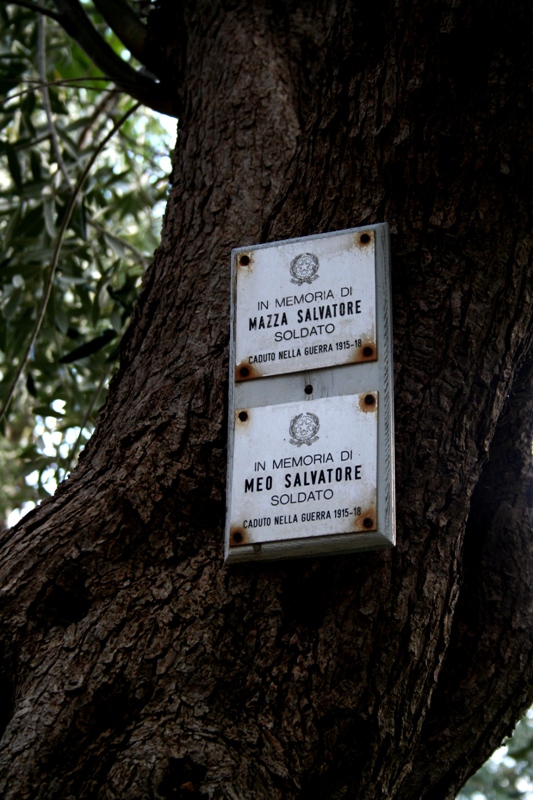 IN MEMORIA DI
MAZZA SALVATORE
SOLDATO
CADUTO NELLA GUERRA 1915-18
IN MEMORIA DI
MEO SALVATORE
SOLDATO
CADUTO NELLA GUERRA 1915-18